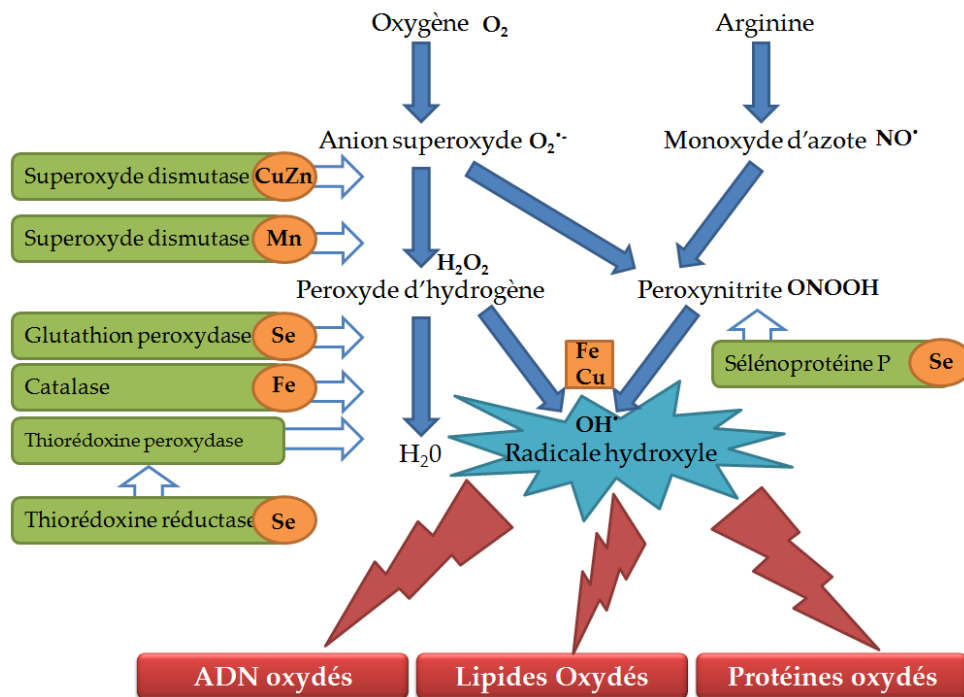 Oxygène O₂
Arginine
Anion superoxyde O₂•-
Monoxyde d'azote NO•
Superoxyde dismutase CuZn
Superoxyde dismutase Mn
H₂O₂
Peroxyde d'hydrogène
Peroxynitrite ONOOH
Glutathion peroxydase Se
Catalase Fe
Thiorédoxine peroxydase
Thiorédoxine réductase Se
Fe
Cu
Sélénoprotéine P Se
H₂0
OH•
Radicale hydroxyle
ADN oxydés
Lipides Oxydés
Protéines oxydés